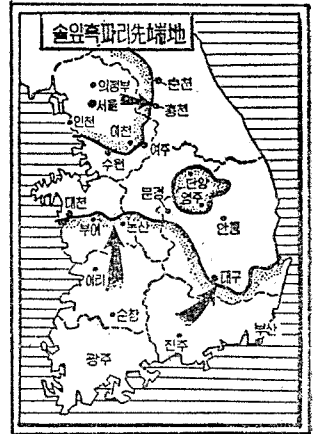 솔잎흑파리先端地
의정부
춘천
서울
홍천
인천
이천
여주
수원
단양
문경
영주
대천
안동
부여
논산
이리
대구
순창
부산
진주
광주